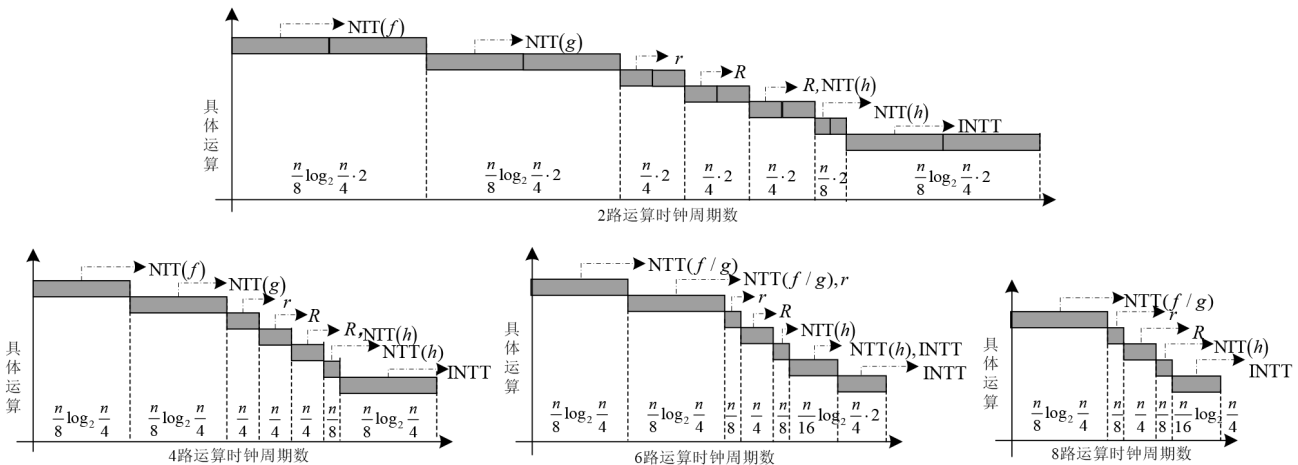 NTT(f)
NTT(g)
r
R
R,NTT(h)
NTT(h)
INTT
具体运算
n/8 log₂ n/4 · 2
n/8 log₂ n/4 · 2
n/4 · 2
n/4 · 2
n/4 · 2
n/8 · 2
n/8 log₂ n/4 · 2
2路运算时钟周期数
NTT(f)
NTT(g)
r
R
R,NTT(h)
NTT(h)
INTT
具体运算
n/8 log₂ n/4
n/8 log₂ n/4
n/4
n/4
n/4
n/8
n/8 log₂ n/4
4路运算时钟周期数
NTT(f / g)
NTT(f / g),r
r
R
NTT(h)
NTT(h),INTT
INTT
具体运算
n/8 log₂ n/4
n/8 log₂ n/4
n/8
n/4
n/8
n/16 log₂ n/4 · 2
6路运算时钟周期数
NTT(f / g)
r
R
NTT(h)
INTT
具体运算
n/8 log₂ n/4
n/8
n/4
n/8
n/16 log₂ n/4
8路运算时钟周期数